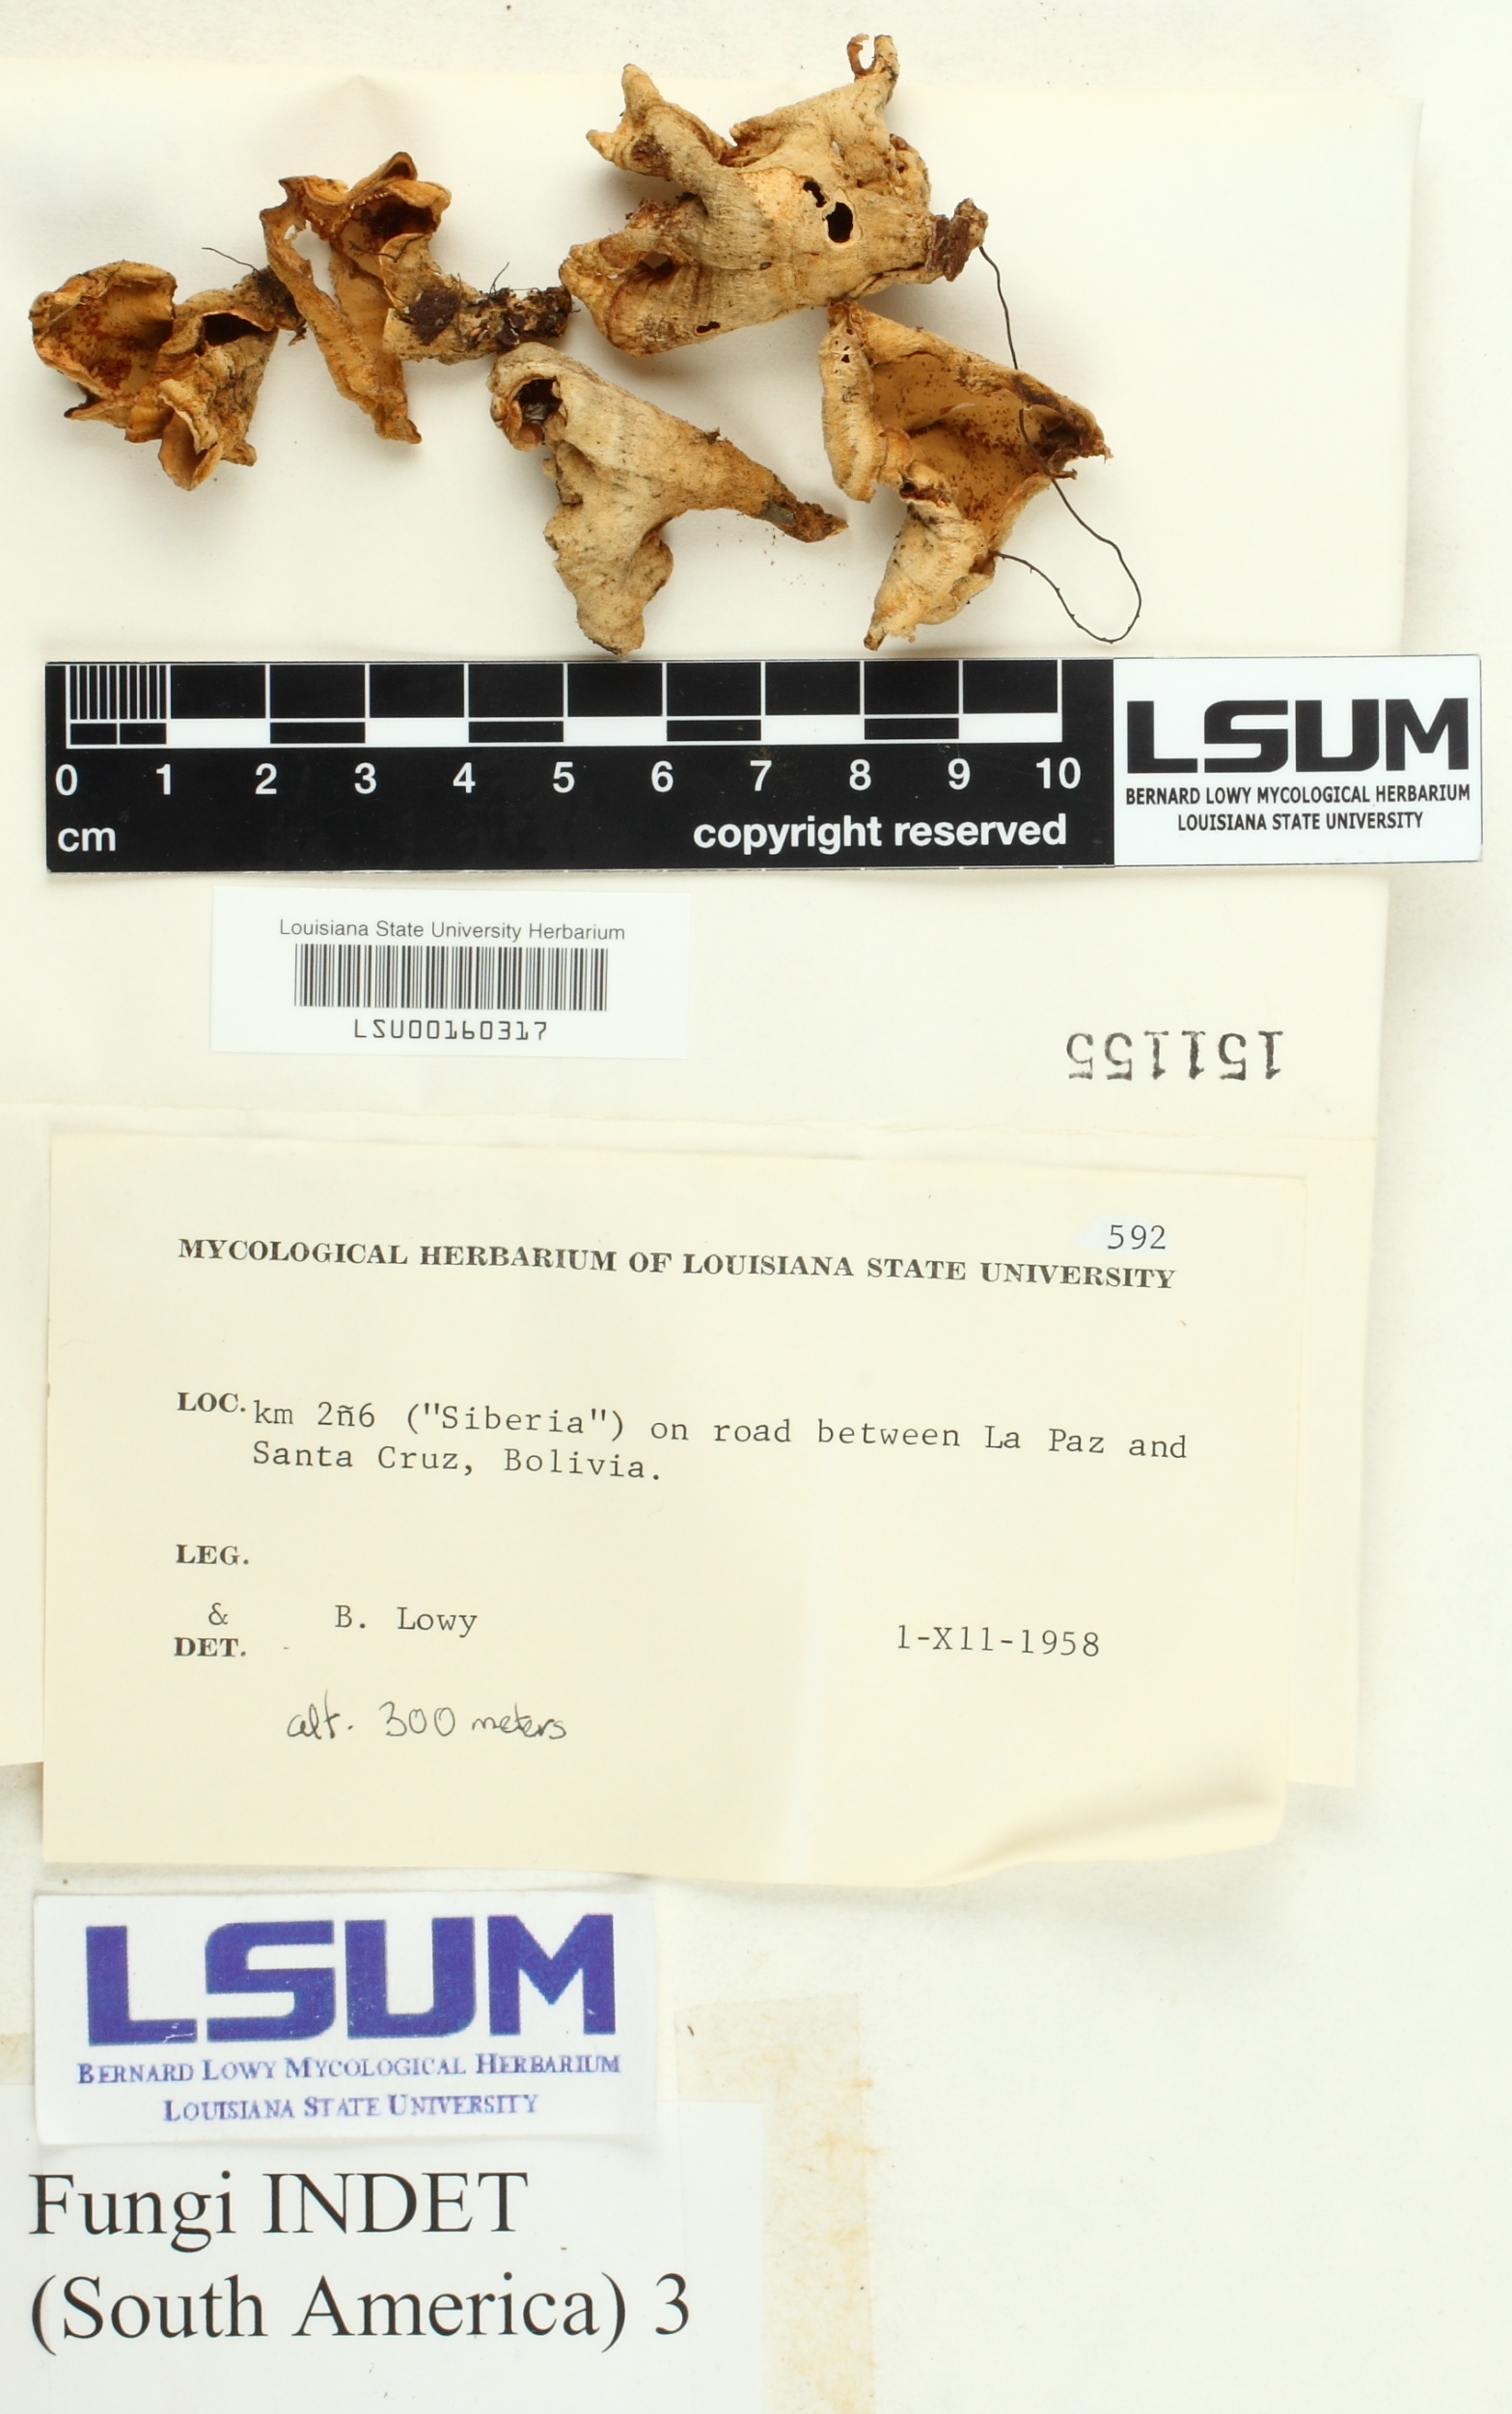 0 1 2 3 4 5 6 7 8 9 10
cm
copyright reserved
LSUM
BERNARD LOWY MYCOLOGICAL HERBARIUM
LOUISIANA STATE UNIVERSITY
Louisiana State University Herbarium
LSU00160317
151155
592
MYCOLOGICAL HERBARIUM OF LOUISIANA STATE UNIVERSITY
LOC. km 2ñ6 ("Siberia") on road between La Paz and
Santa Cruz, Bolivia.
LEG.
& B. Lowy
DET.
1-X11-1958
alt. 300 meters
LSUM
BERNARD LOWY MYCOLOGICAL HERBARIUM
LOUISIANA STATE UNIVERSITY
Fungi INDET
(South America) 3